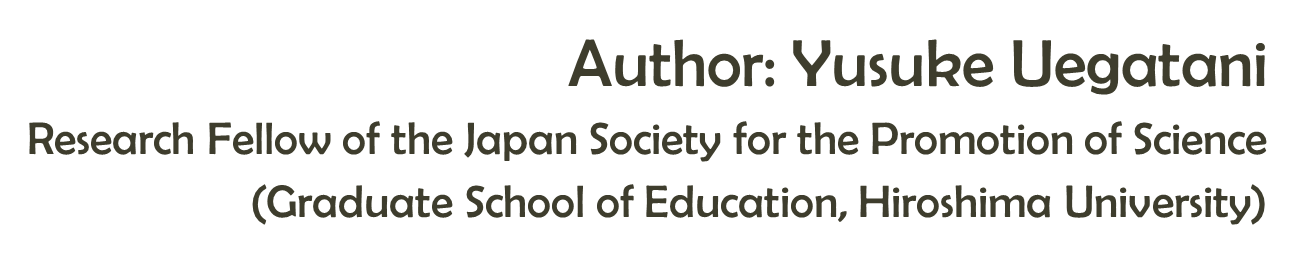 Author: Yusuke Uegatani
Research Fellow of the Japan Society for the Promotion of Science
(Graduate School of Education, Hiroshima University)